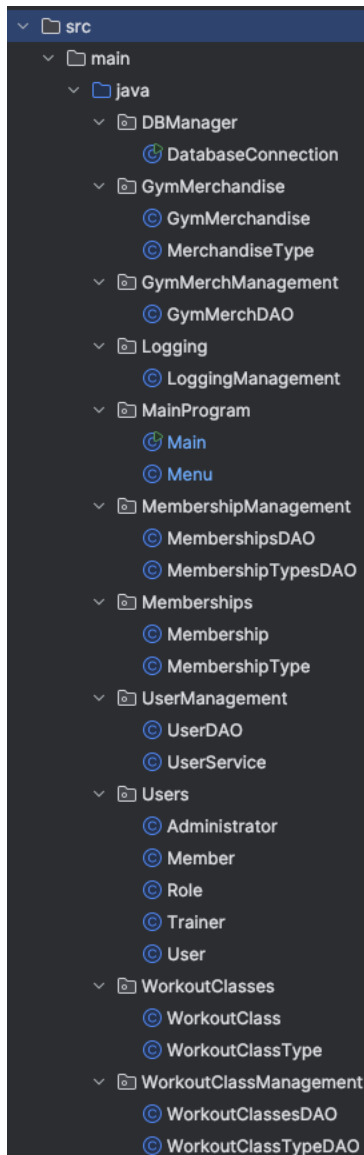 src
main
java
DBManager
DatabaseConnection
GymMerchandise
GymMerchandise
MerchandiseType
GymMerchManagement
GymMerchDAO
Logging
LoggingManagement
MainProgram
Main
Menu
MembershipManagement
MembershipsDAO
MembershipTypesDAO
Memberships
Membership
MembershipType
UserManagement
UserDAO
UserService
Users
Administrator
Member
Role
Trainer
User
WorkoutClasses
WorkoutClass
WorkoutClassType
WorkoutClassManagement
WorkoutClassesDAO
WorkoutClassTypeDAO